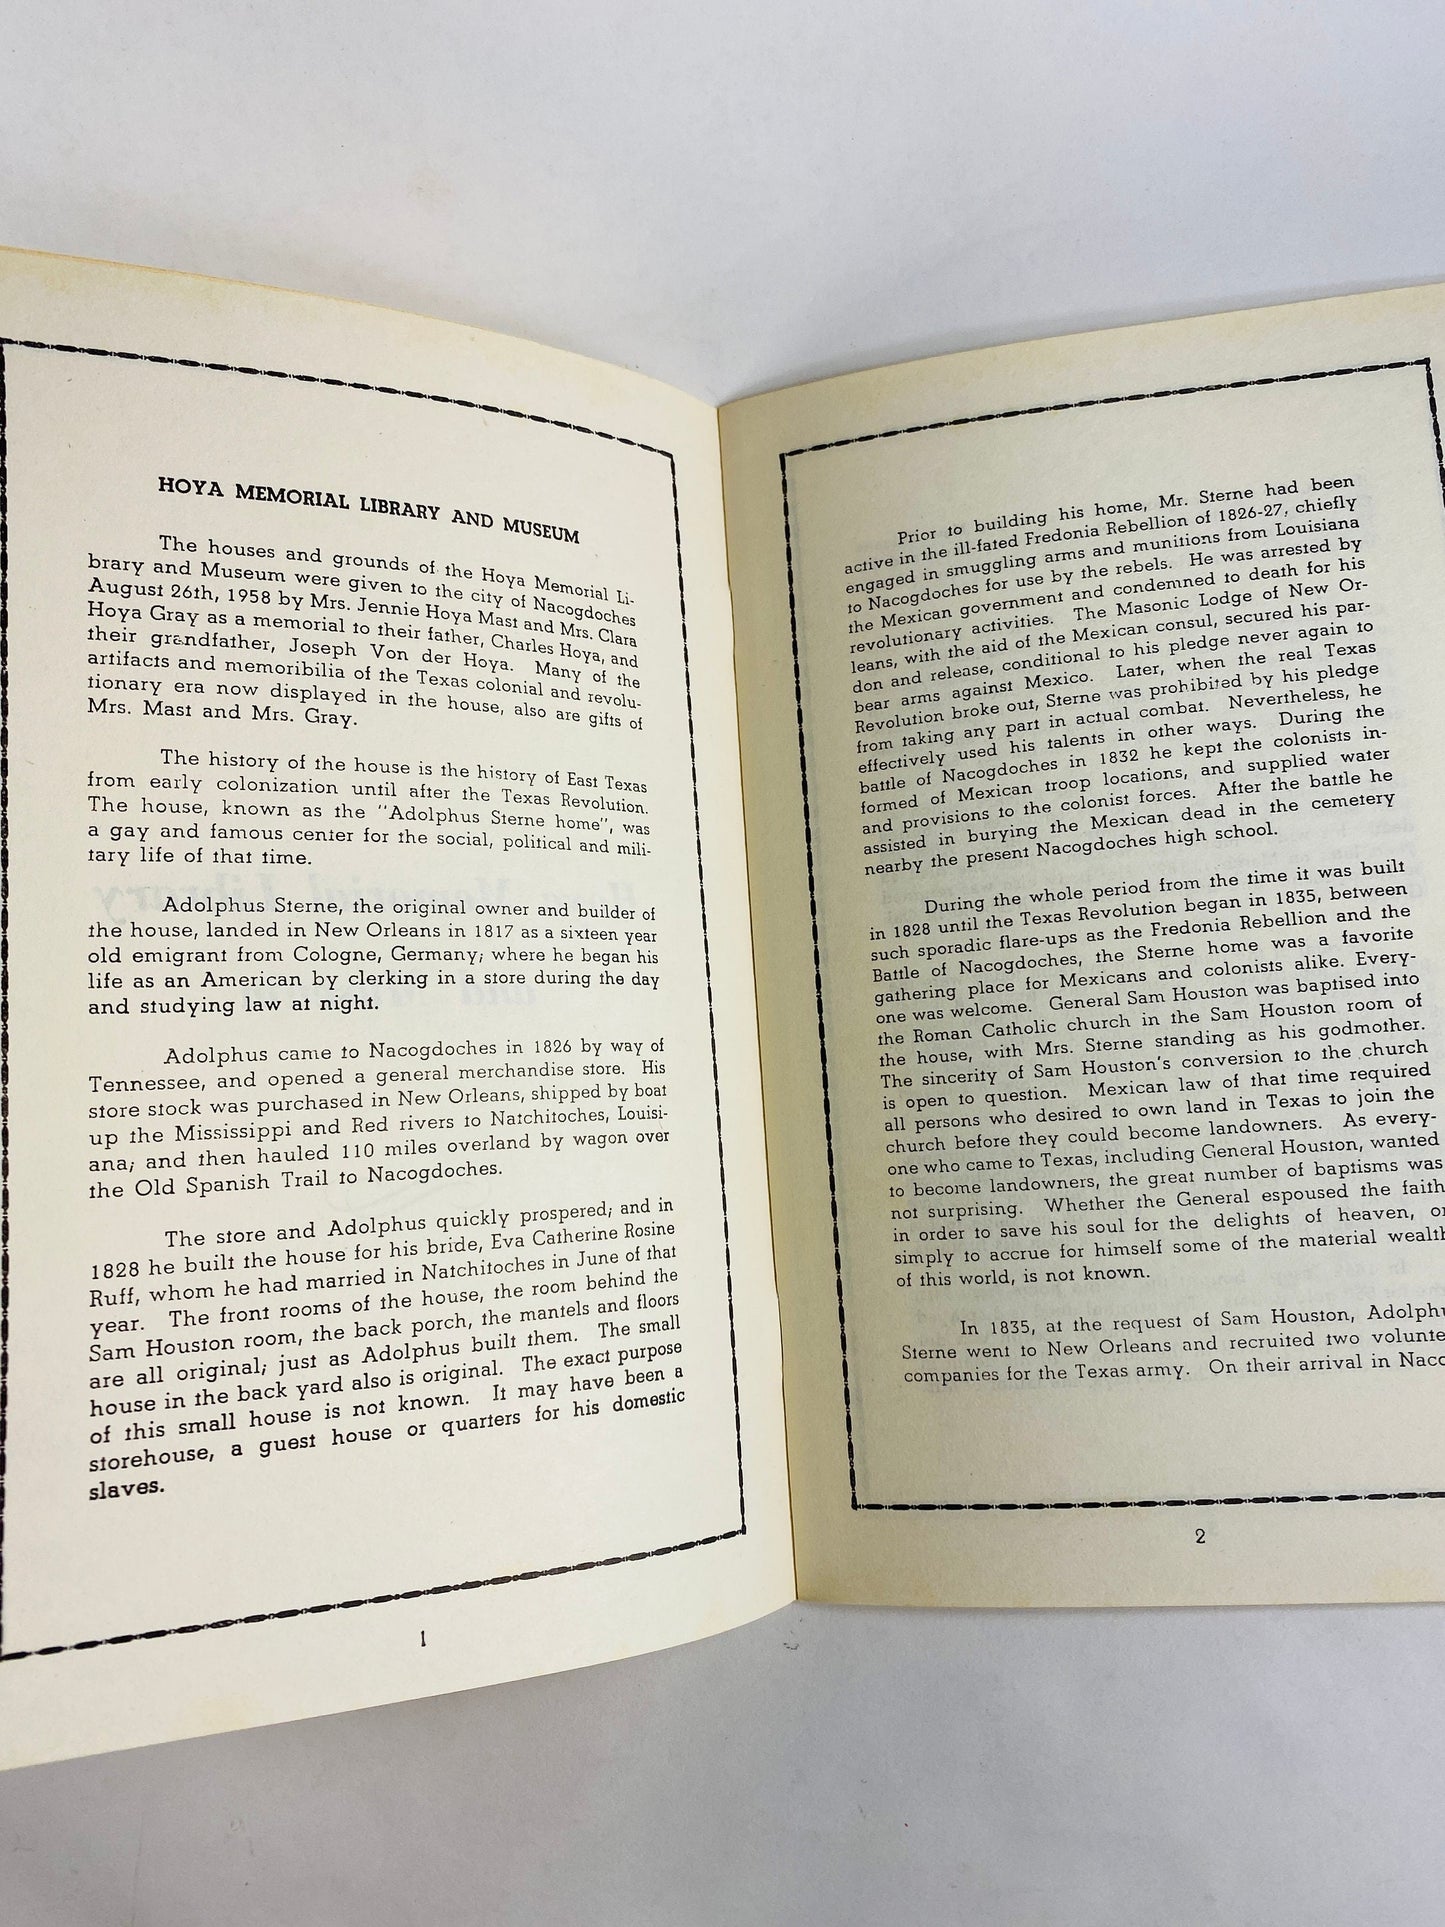 HOYA MEMORIAL LIBRARY AND MUSEUM
The houses and grounds of the Hoya Memorial Li-
brary and Museum were given to the city of Nacogdoches
August 26th, 1958 by Mrs. Jennie Hoya Mast and Mrs. Clara
Hoya Gray as a memorial to their father, Charles Hoya, and
their grandfather, Joseph Von der Hoya. Many of the
artifacts and memoribilia of the Texas colonial and revolu-
tionary era now displayed in the house, also are gifts of
Mrs. Mast and Mrs. Gray.
The history of the house is the history of East Texas
from early colonization until after the Texas Revolution.
The house, known as the "Adolphus Sterne home", was
a gay and famous center for the social, political and mili-
tary life of that time.
Adolphus Sterne, the original owner and builder of
the house, landed in New Orleans in 1817 as a sixteen year
old emigrant from Cologne, Germany; where he began his
life as an American by clerking in a store during the day
and studying law at night.
Adolphus came to Nacogdoches in 1826 by way of
Tennessee, and opened a general merchandise store. His
store stock was purchased in New Orleans, shipped by boat
up the Mississippi and Red rivers to Natchitoches, Louisi-
ana; and then hauled 110 miles overland by wagon over
the Old Spanish Trail to Nacogdoches.
The store and Adolphus quickly prospered; and in
1828 he built the house for his bride, Eva Catherine Rosine
Ruff, whom he had married in Natchitoches in June of that
year. The front rooms of the house, the room behind the
Sam Houston room, the back porch, the mantels and floors
are all original; just as Adolphus built them. The small
house in the back yard also is original. The exact purpose
of this small house is not known. It may have been a
storehouse, a guest house or quarters for his domestic
slaves.
1
Prior to building his home, Mr. Sterne had been
active in the ill-fated Fredonia Rebellion of 1826-27, chiefly
engaged in smuggling arms and munitions from Louisiana
to Nacogdoches for use by the rebels. He was arrested by
the Mexican government and condemned to death for his
revolutionary activities. The Masonic Lodge of New Or-
leans, with the aid of the Mexican consul, secured his par-
don and release, conditional to his pledge never again to
bear arms against Mexico. Later, when the real Texas
Revolution broke out, Sterne was prohibited by his pledge
from taking any part in actual combat. Nevertheless, he
effectively used his talents in other ways. During the
battle of Nacogdoches in 1832 he kept the colonists in-
formed of Mexican troop locations, and supplied water
and provisions to the colonist forces. After the battle he
assisted in burying the Mexican dead in the cemetery
nearby the present Nacogdoches high school.
During the whole period from the time it was built
in 1828 until the Texas Revolution began in 1835, between
such sporadic flare-ups as the Fredonia Rebellion and the
Battle of Nacogdoches, the Sterne home was a favorite
gathering place for Mexicans and colonists alike. Every-
one was welcome. General Sam Houston was baptised into
the Roman Catholic church in the Sam Houston room of
the house, with Mrs. Sterne standing as his godmother.
The sincerity of Sam Houston's conversion to the church
is open to question. Mexican law of that time required
all persons who desired to own land in Texas to join the
church before they could become landowners. As every-
one who came to Texas, including General Houston, wanted
to become landowners, the great number of baptisms was
not surprising. Whether the General espoused the faith
in order to save his soul for the delights of heaven, or
simply to accrue for himself some of the material wealth
of this world, is not known.
In 1835, at the request of Sam Houston, Adolphu
Sterne went to New Orleans and recruited two volunte
companies for the Texas army. On their arrival in Naco
2